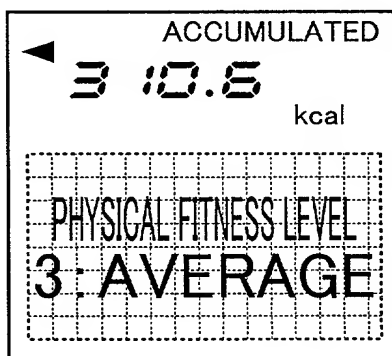 ACCUMULATED
310.6
kcal
PHYSICAL FITNESS LEVEL
3:AVERAGE